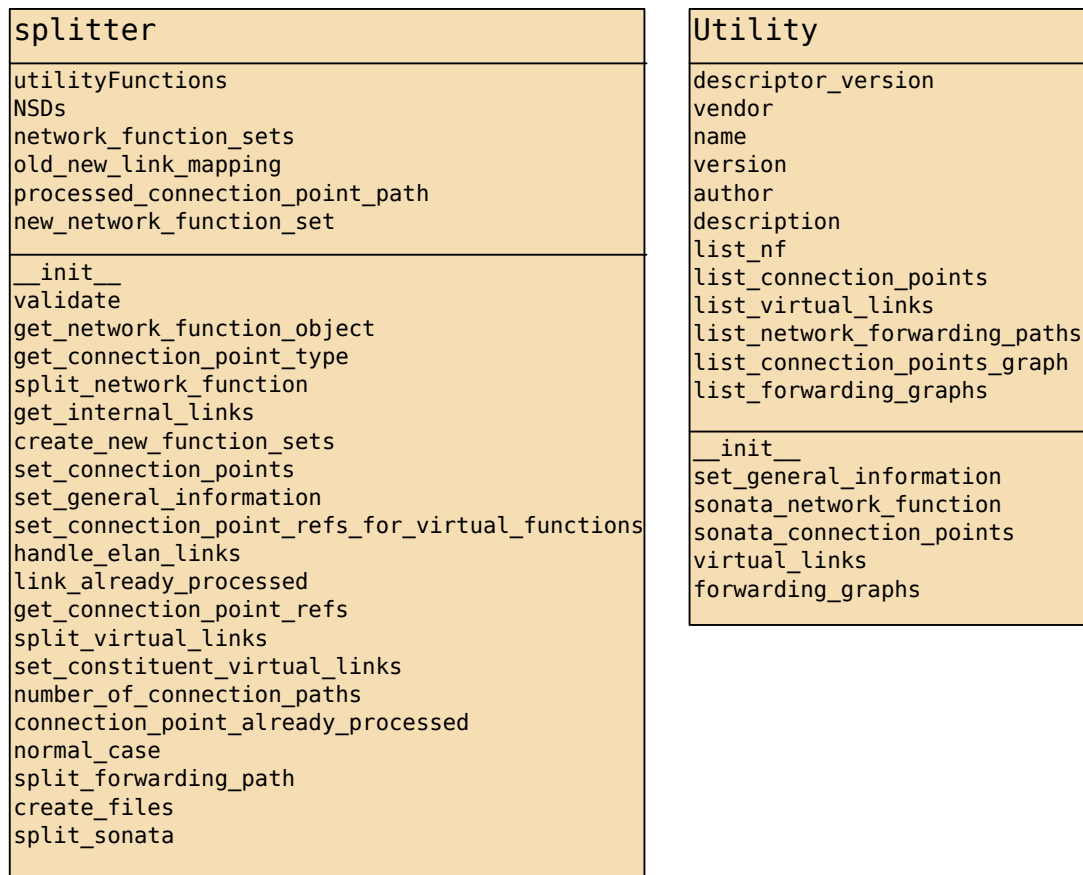 splitter
utilityFunctions
NSDs
network_function_sets
old_new_link_mapping
processed_connection_point_path
new_network_function_set
__init__
validate
get_network_function_object
get_connection_point_type
split_network_function
get_internal_links
create_new_function_sets
set_connection_points
set_general_information
set_connection_point_refs_for_virtual_functions
handle_elan_links
link_already_processed
get_connection_point_refs
split_virtual_links
set_constituent_virtual_links
number_of_connection_paths
connection_point_already_processed
normal_case
split_forwarding_path
create_files
split_sonata
Utility
descriptor_version
vendor
name
version
author
description
list_nf
list_connection_points
list_virtual_links
list_network_forwarding_paths
list_connection_points_graph
list_forwarding_graphs
__init__
set_general_information
sonata_network_function
sonata_connection_points
virtual_links
forwarding_graphs